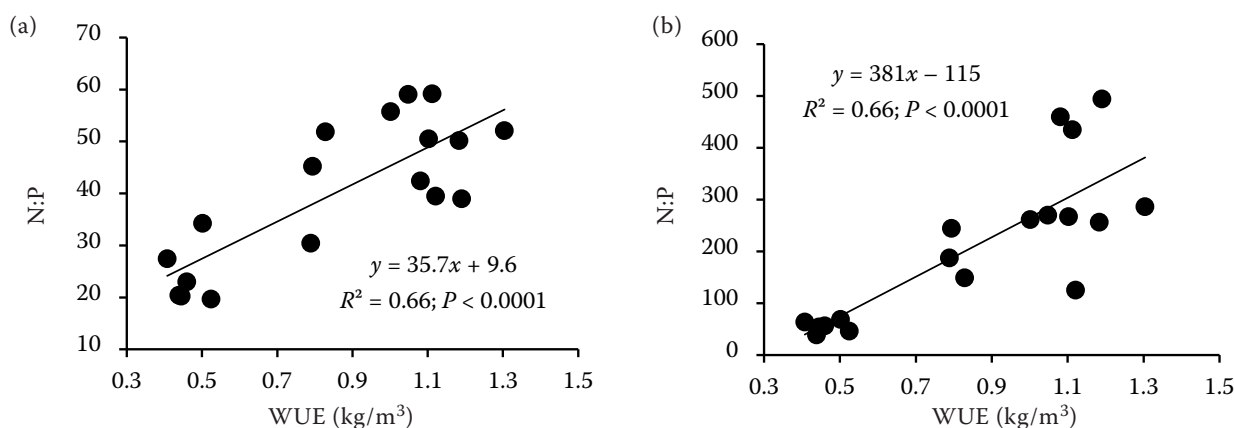 (a)
70
60
50
40
30
20
10
N:P
y = 35.7x + 9.6
R² = 0.66; P < 0.0001
0.3 0.5 0.7 0.9 1.1 1.3 1.5
WUE (kg/m³)
(b)
600
500
400
300
200
100
0
N:P
y = 381x – 115
R² = 0.66; P < 0.0001
0.3 0.5 0.7 0.9 1.1 1.3 1.5
WUE (kg/m³)